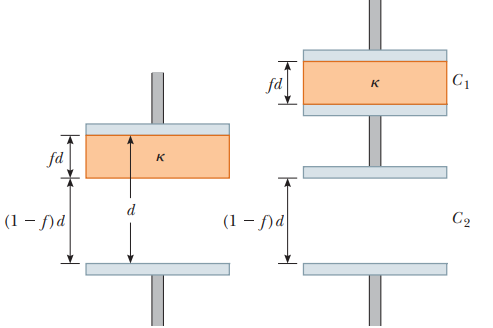 fd
κ
(1 − f)d
d
fd
κ
C₁
(1 − f)d
C₂